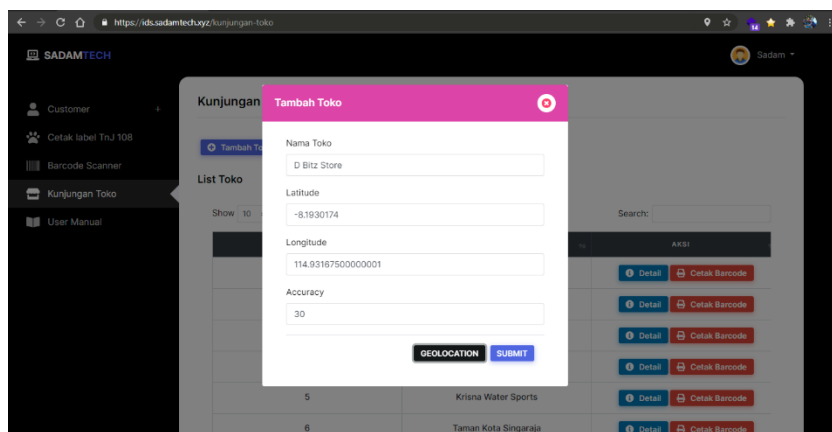 https://ids.sadamtech.xyz/kunjungan-toko
14
SADAMTECH
Sadam
Customer +
Cetak label TnJ 108
Barcode Scanner
Kunjungan Toko
User Manual
Kunjungan
Tambah To
List Toko
Show 10
Search:
AKSI
Detail Cetak Barcode
Detail Cetak Barcode
Detail Cetak Barcode
Detail Cetak Barcode
5 Krisna Water Sports Detail Cetak Barcode
6 Taman Kota Singaraja Detail Cetak Barcode
Tambah Toko
Nama Toko
D Bitz Store
Latitude
-8.1930174
Longitude
114.93167500000001
Accuracy
30
GEOLOCATION SUBMIT